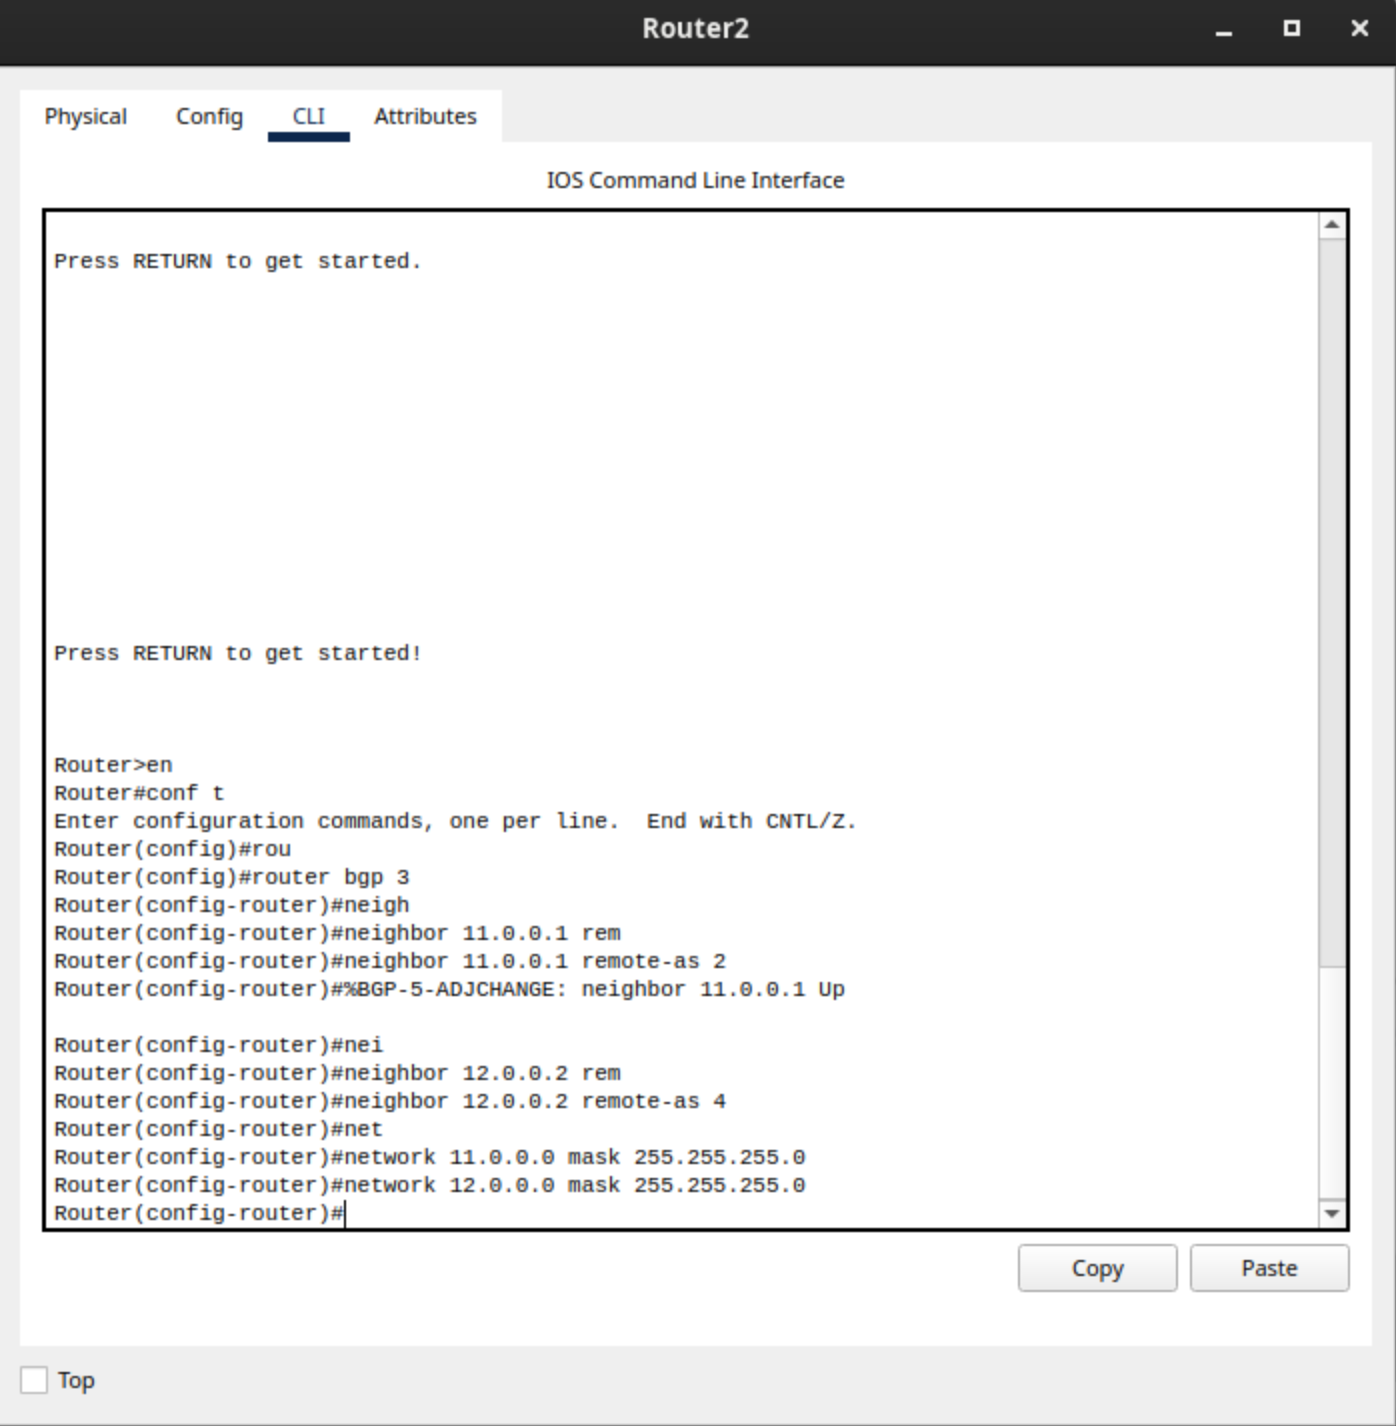 Router2
Physical Config CLI Attributes
IOS Command Line Interface
Press RETURN to get started.
Press RETURN to get started!
Router>en
Router#conf t
Enter configuration commands, one per line.  End with CNTL/Z.
Router(config)#rou
Router(config)#router bgp 3
Router(config-router)#neigh
Router(config-router)#neighbor 11.0.0.1 rem
Router(config-router)#neighbor 11.0.0.1 remote-as 2
Router(config-router)#%BGP-5-ADJCHANGE: neighbor 11.0.0.1 Up
Router(config-router)#nei
Router(config-router)#neighbor 12.0.0.2 rem
Router(config-router)#neighbor 12.0.0.2 remote-as 4
Router(config-router)#net
Router(config-router)#network 11.0.0.0 mask 255.255.255.0
Router(config-router)#network 12.0.0.0 mask 255.255.255.0
Router(config-router)#
Copy Paste
Top